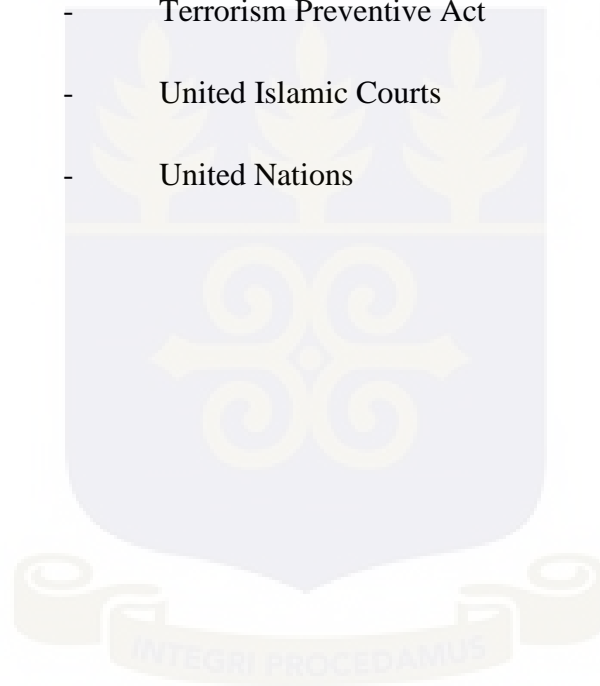 - Terrorism Preventive Act
- United Islamic Courts
- United Nations
INTEGRI PROCEDAMUS